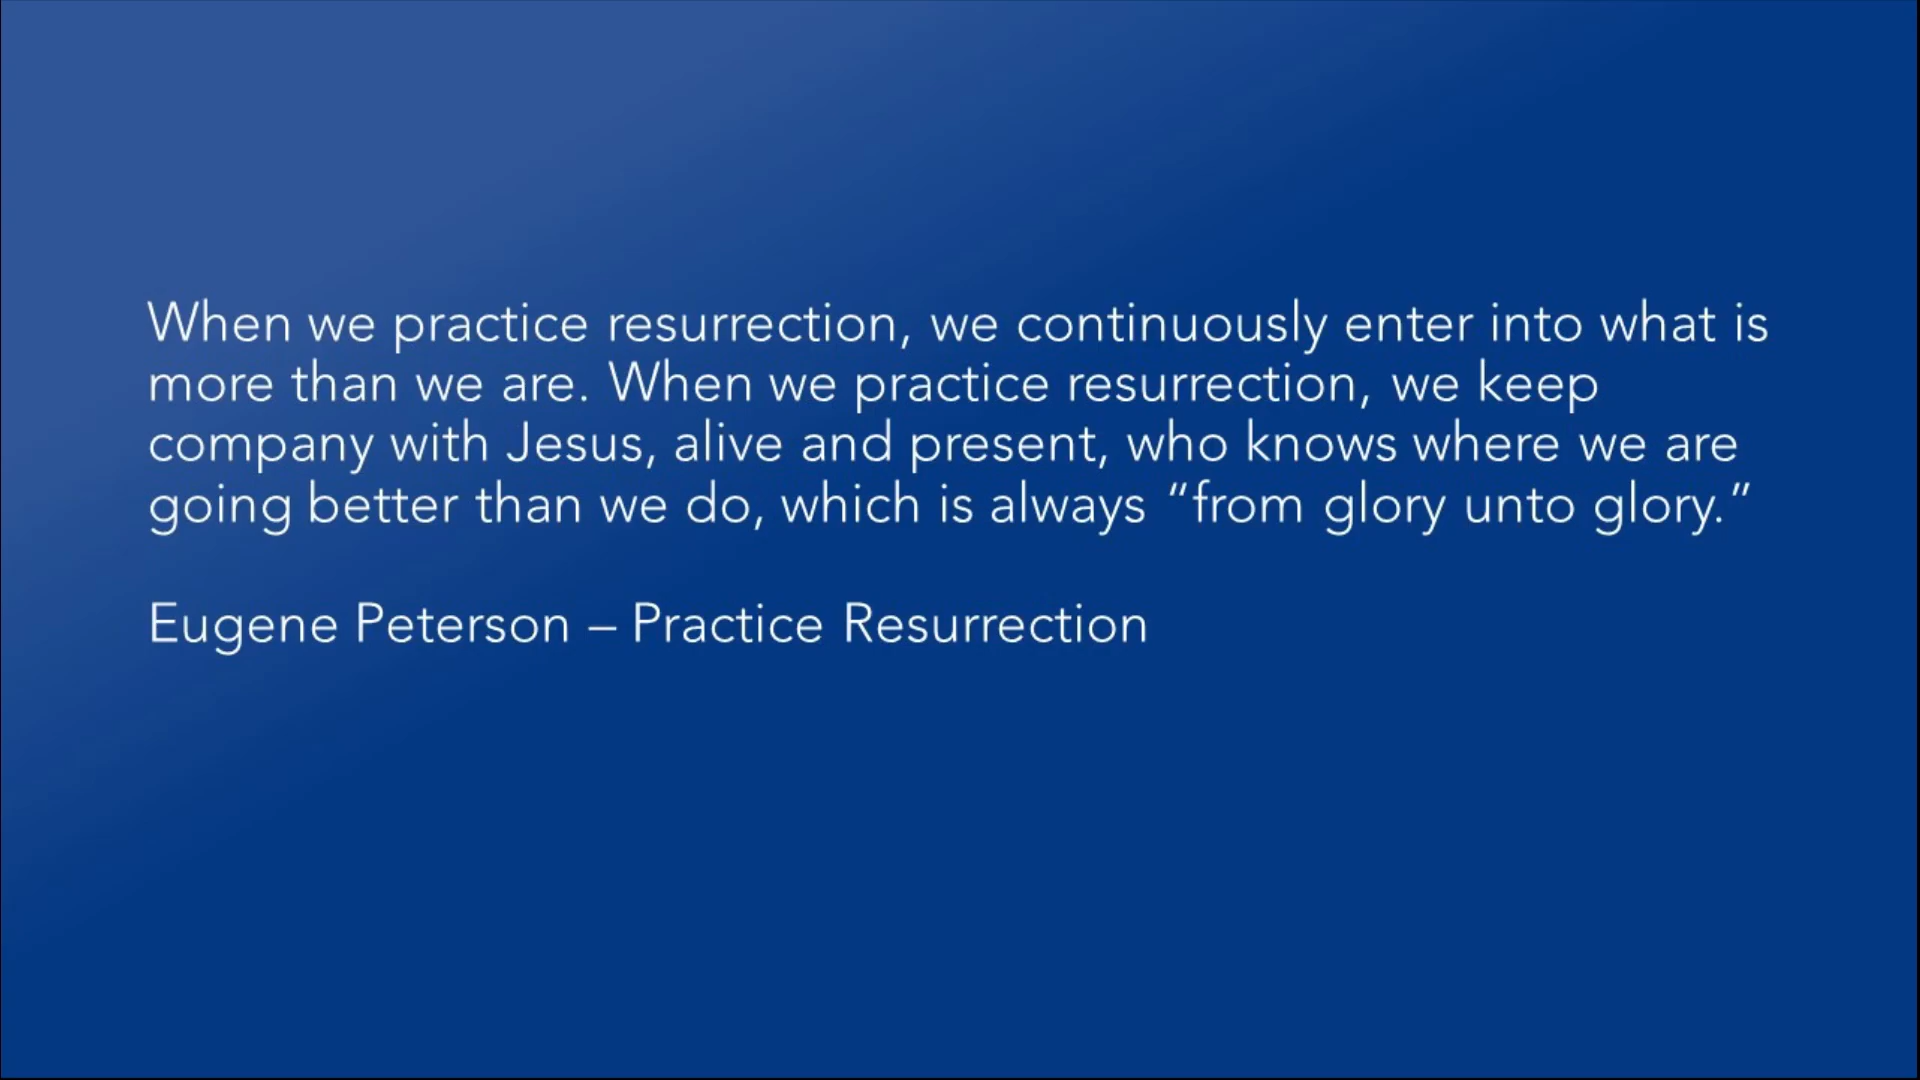 When we practice resurrection, we continuously enter into what is
more than we are. When we practice resurrection, we keep
company with Jesus, alive and present, who knows where we are
going better than we do, which is always “from glory unto glory.”
Eugene Peterson – Practice Resurrection